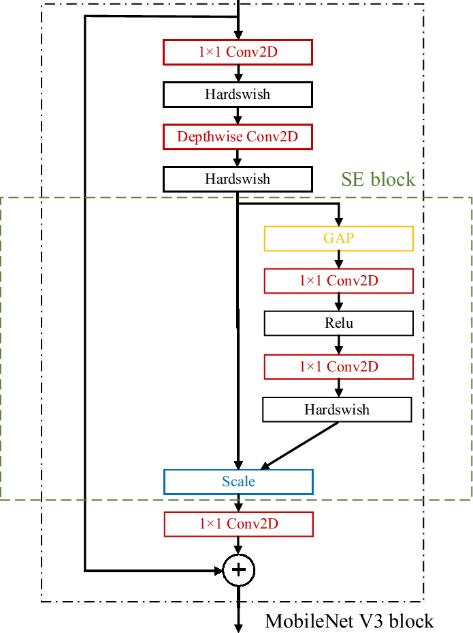 1×1 Conv2D
Hardswish
Depthwise Conv2D
Hardswish
SE block
GAP
1×1 Conv2D
Relu
1×1 Conv2D
Hardswish
Scale
1×1 Conv2D
+
MobileNet V3 block